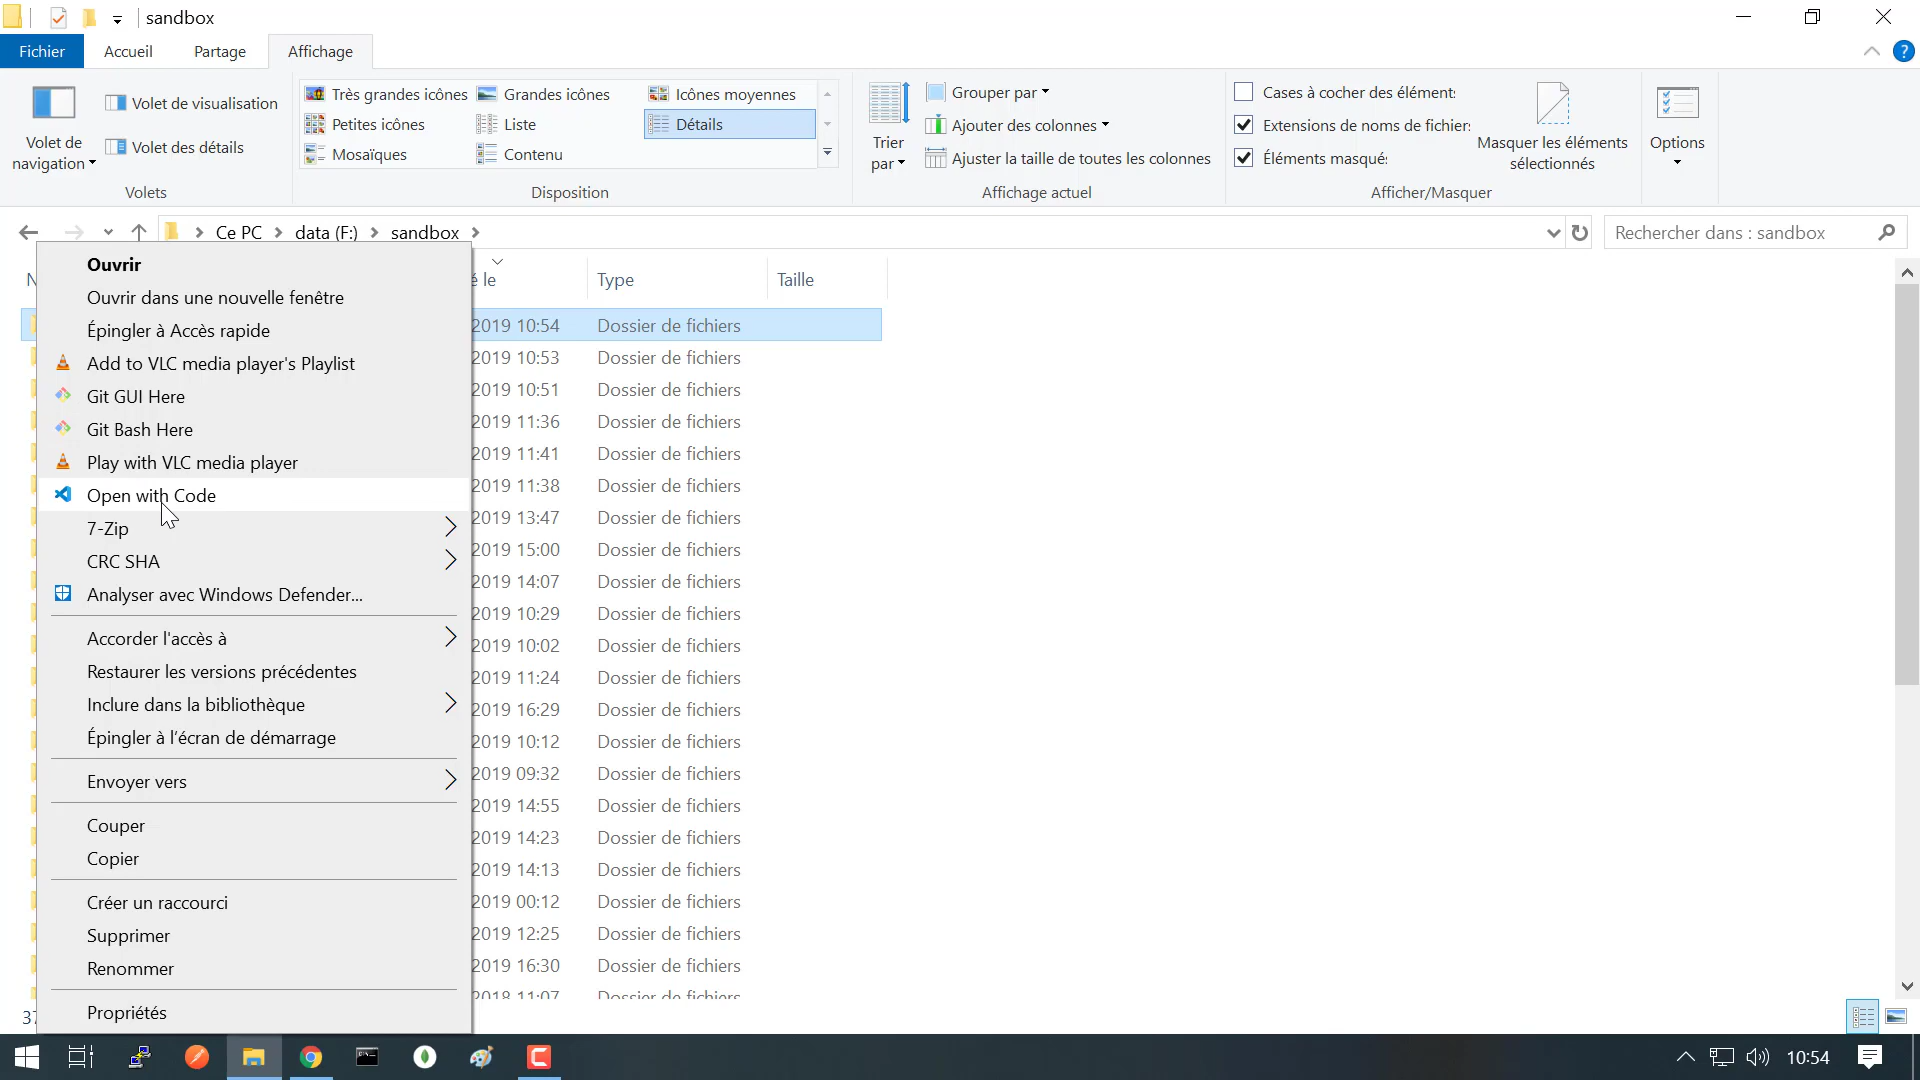 sandbox
Fichier Accueil Partage Affichage
Volet de navigation
Volet de visualisation
Volet des détails
Volets
Très grandes icônes Grandes icônes Icônes moyennes
Petites icônes Liste Détails
Mosaïques Contenu
Disposition
Trier par
Grouper par
Ajouter des colonnes
Ajuster la taille de toutes les colonnes
Affichage actuel
Cases à cocher des éléments
Extensions de noms de fichier
Éléments masqués
Masquer les éléments sélectionnés
Afficher/Masquer
Options
Ce PC data (F:) sandbox
Rechercher dans : sandbox
é le Type Taille
Ouvrir
Ouvrir dans une nouvelle fenêtre
Épingler à Accès rapide
Add to VLC media player's Playlist
Git GUI Here
Git Bash Here
Play with VLC media player
Open with Code
7-Zip
CRC SHA
Analyser avec Windows Defender...
Accorder l'accès à
Restaurer les versions précédentes
Inclure dans la bibliothèque
Épingler à l'écran de démarrage
Envoyer vers
Couper
Copier
Créer un raccourci
Supprimer
Renommer
Propriétés
2019 10:54 Dossier de fichiers
2019 10:53 Dossier de fichiers
2019 10:51 Dossier de fichiers
2019 11:36 Dossier de fichiers
2019 11:41 Dossier de fichiers
2019 11:38 Dossier de fichiers
2019 13:47 Dossier de fichiers
2019 15:00 Dossier de fichiers
2019 14:07 Dossier de fichiers
2019 10:29 Dossier de fichiers
2019 10:02 Dossier de fichiers
2019 11:24 Dossier de fichiers
2019 16:29 Dossier de fichiers
2019 10:12 Dossier de fichiers
2019 09:32 Dossier de fichiers
2019 14:55 Dossier de fichiers
2019 14:23 Dossier de fichiers
2019 14:13 Dossier de fichiers
2019 00:12 Dossier de fichiers
2019 12:25 Dossier de fichiers
2019 16:30 Dossier de fichiers
2018 11:07 Dossier de fichiers
10:54